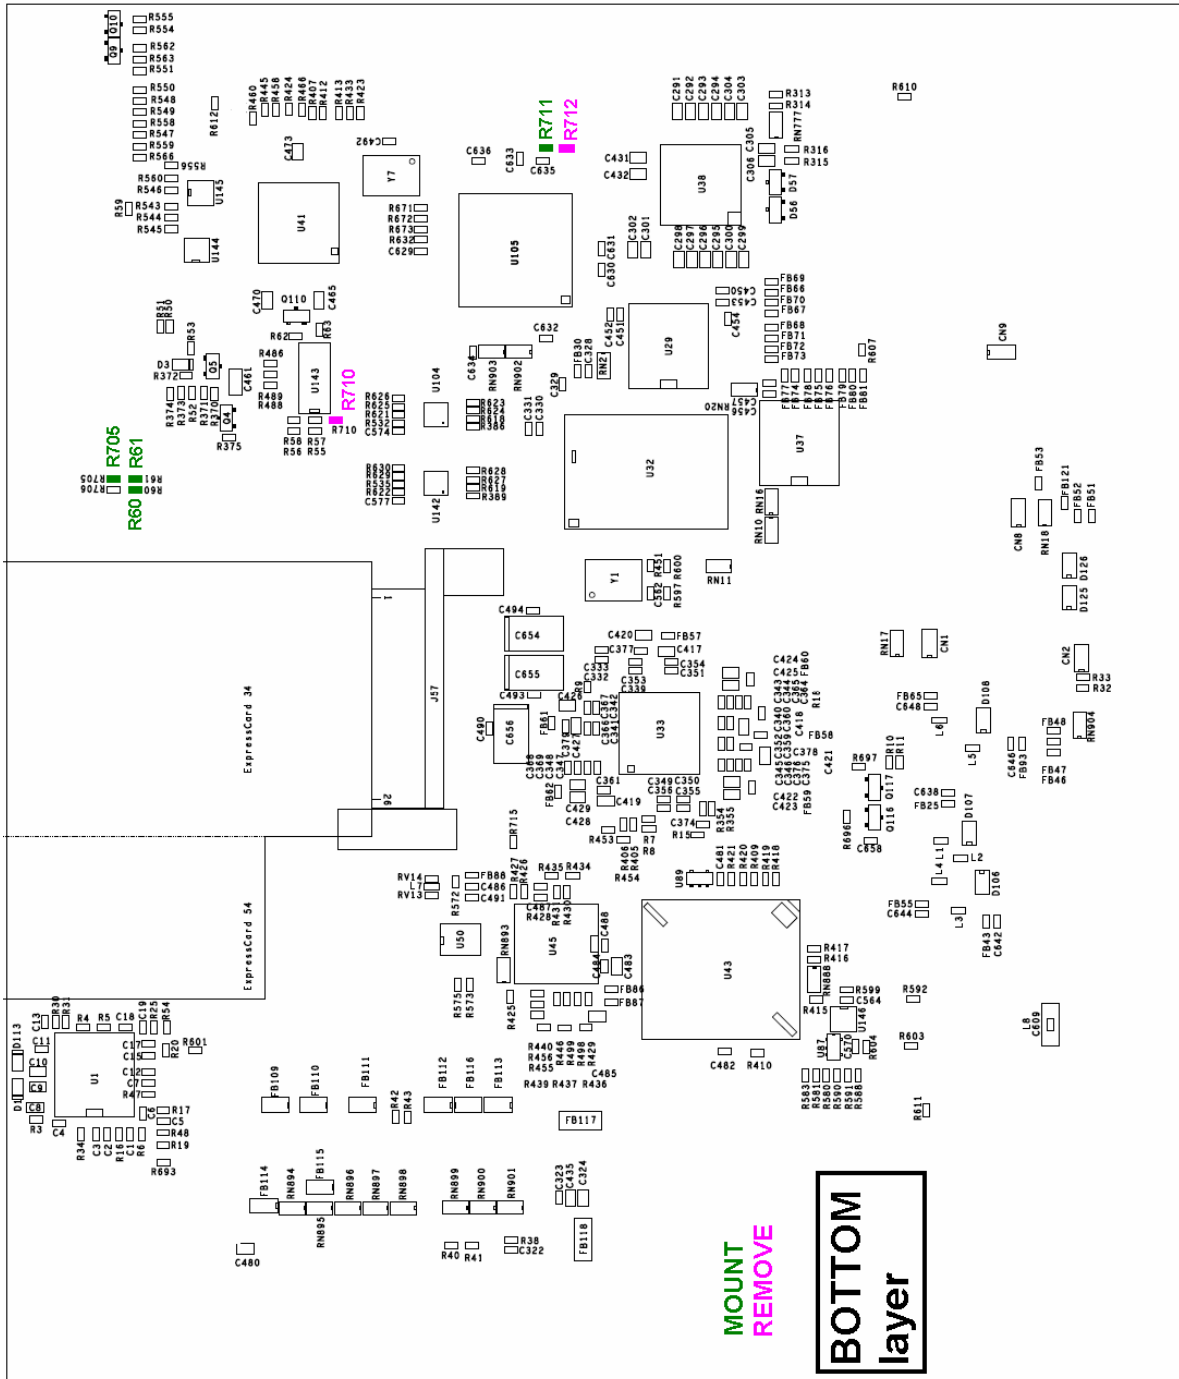 Q10
Q9
R555
R554
R562
R563
R551
R550
R548
R549
R558
R547
R559
R566
R556
R560
R546
R59
R543
R544
R545
U145
U144
R612
R460
R445
R458
R424
R466
R407
R412
R413
R433
R423
C473
C492
Y7
U41
R671
R672
R673
R632
C629
R711
R712
C636
C633
C635
U105
C631
C630
C291
C292
C293
C294
C304
C303
C431
C432
U38
C302
C301
C298
C297
C296
C295
C300
C299
R313
R314
RN777
C305
C306
R316
R315
D57
D56
R610
R51
R50
R53
D3
R372
Q5
C461
R374
R373
R52
R371
R370
Q4
R375
C470
Q110
C465
R62
R63
R486
R489
R488
U143
R710
R710
R58
R56
R57
R55
R626
R625
R621
R532
C574
U104
R623
R624
R618
R386
R630
R629
R535
R622
C577
U142
R628
R627
R619
R389
C634
RN903
RN902
C632
C329
FB30
C328
RN21
C452
C451
C331
C330
U29
C450
C453
C454
FB69
FB66
FB70
FB67
FB68
FB71
FB72
FB73
R607
CN9
C457
C456
RN20
FB77
FB74
FB78
FB75
FB76
FB79
FB80
FB81
U32
U37
R705
R706
R705
R61
R60
R61
R60
RN16
RN10
FB53
FB121
FB52
FB51
CN8
RN18
D126
D125
Y1
R451
R600
C562
R597
RN11
ExpressCard 34
1
26
J57
C494
C654
C655
C493
C490
C656
C420
FB57
C377
C417
C333
C332
C354
C351
C353
C339
R9
C426
FB61
C379
C427
C367
C366
C342
C341
U33
C368
C369
C348
C347
FB62
C361
C429
C419
C428
C349
C350
C356
C355
C374
R15
R354
R355
R453
R7
R8
R406
R405
R454
C424
C425
FB60
C343
C344
C365
C364
R18
C340
C360
C418
C352
C359
C378
FB58
C345
C346
C376
C375
C421
C422
C423
FB59
RN17
CN1
CN2
R33
R32
FB65
C648
L6
D108
L5
FB48
RN904
C646
FB93
FB47
FB46
R697
R10
R11
Q117
Q116
R696
C658
C638
FB25
D107
L1
L2
L4
D106
FB55
C644
L3
FB43
C642
ExpressCard 54
R715
RV14
L7
RV13
R572
FB88
C486
C491
R427
R426
R435
R434
C487
R428
R431
R430
U50
RN893
U45
C488
C484
C483
R575
R573
R425
FB86
FB87
U89
C481
R421
R420
R409
R419
R418
U43
R417
R416
RN888
R415
R599
C564
U146
U87
C570
R604
R592
R603
L8
C609
R611
R583
R581
R580
R590
R591
R588
C482
R410
R440
R456
R455
R446
R499
R498
R429
C485
R439
R437
R436
D113
C13
R30
R31
R4
R5
C18
C19
R25
R54
C11
C10
C9
C8
D1
R3
C4
U1
C17
C15
C12
C7
R47
R20
R601
C6
R17
C5
R48
R19
R693
R34
C3
C2
R16
C1
R6
FB109
FB110
FB111
R42
R43
FB112
FB116
FB113
FB117
FB114
RN894
FB115
RN895
RN896
RN897
RN898
RN899
RN900
RN901
C323
C435
C324
FB118
C480
R40
R41
R38
C322
MOUNT
REMOVE
BOTTOM
layer